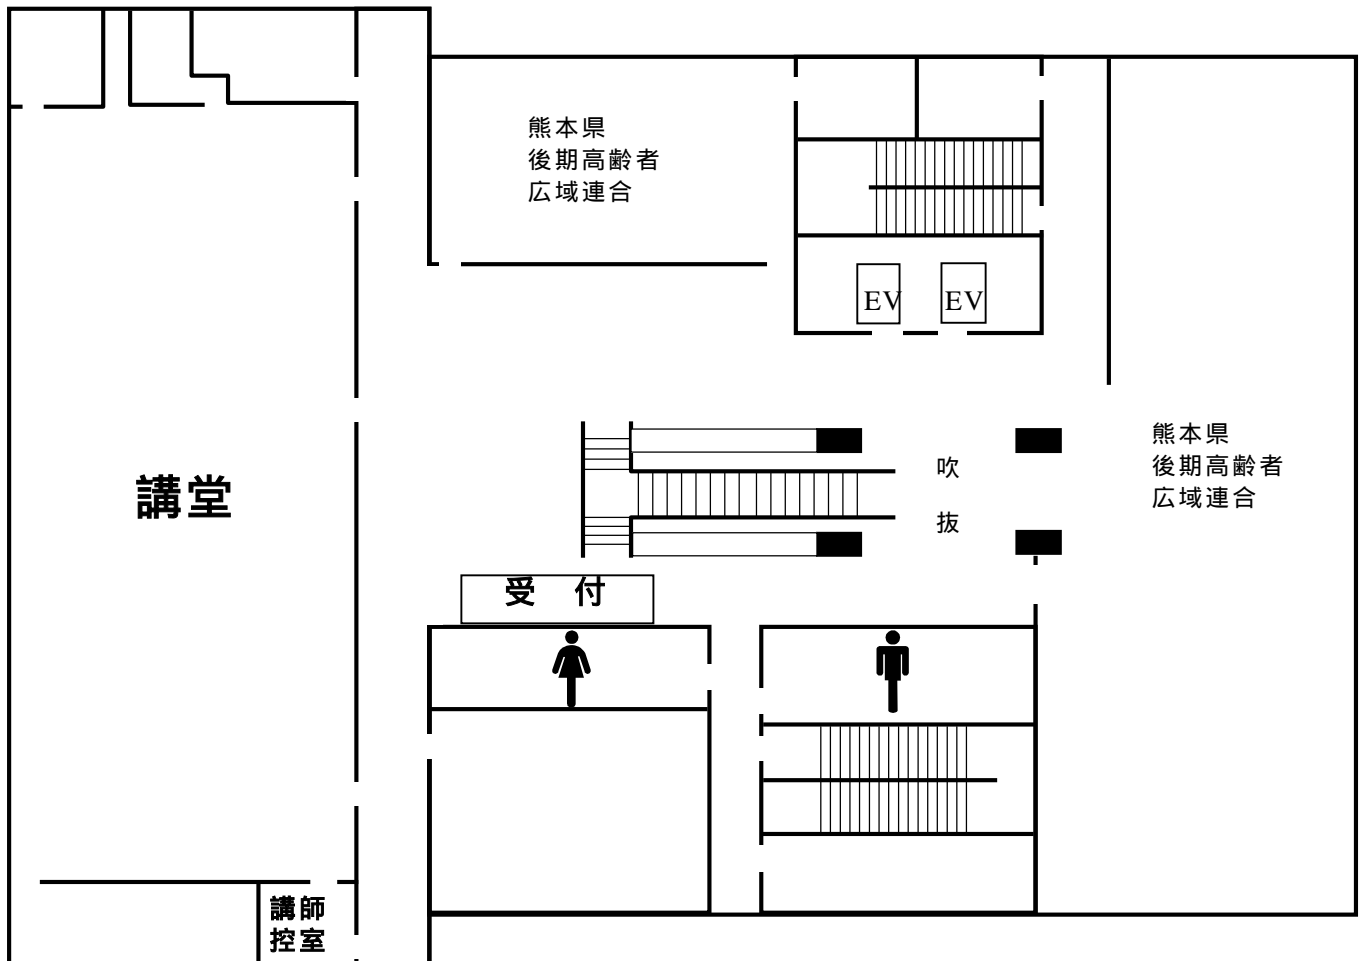 熊本県
後期高齢者
広域連合
EV
EV
熊本県
後期高齢者
広域連合
吹
抜
講堂
受 付
講師
控室